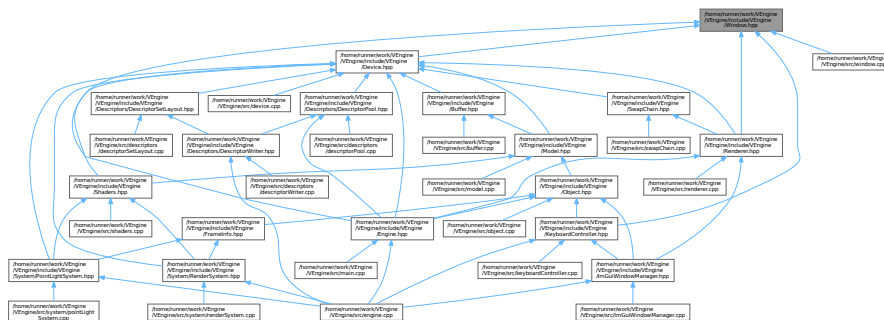 /home/runner/work/VEngine
/VEngine/include/VEngine
/Window.hpp
/home/runner/work/VEngine
/VEngine/include/VEngine
/Device.hpp
/home/runner/work/VEngine
/VEngine/src/window.cpp
/home/runner/work/VEngine
/VEngine/include/VEngine
/Descriptors/DescriptorSetLayout.hpp
/home/runner/work/VEngine
/VEngine/src/device.cpp
/home/runner/work/VEngine
/VEngine/include/VEngine
/Descriptors/DescriptorPool.hpp
/home/runner/work/VEngine
/VEngine/include/VEngine
/Buffer.hpp
/home/runner/work/VEngine
/VEngine/include/VEngine
/SwapChain.hpp
/home/runner/work/VEngine
/VEngine/src/descriptors
/descriptorSetLayout.cpp
/home/runner/work/VEngine
/VEngine/include/VEngine
/Descriptors/DescriptorWriter.hpp
/home/runner/work/VEngine
/VEngine/src/descriptors
/descriptorPool.cpp
/home/runner/work/VEngine
/VEngine/src/buffer.cpp
/home/runner/work/VEngine
/VEngine/include/VEngine
/Model.hpp
/home/runner/work/VEngine
/VEngine/src/swapChain.cpp
/home/runner/work/VEngine
/VEngine/include/VEngine
/Renderer.hpp
/home/runner/work/VEngine
/VEngine/include/VEngine
/Shaders.hpp
/home/runner/work/VEngine
/VEngine/src/descriptors
/descriptorWriter.cpp
/home/runner/work/VEngine
/VEngine/src/model.cpp
/home/runner/work/VEngine
/VEngine/include/VEngine
/Object.hpp
/home/runner/work/VEngine
/VEngine/src/renderer.cpp
/home/runner/work/VEngine
/VEngine/src/shaders.cpp
/home/runner/work/VEngine
/VEngine/include/VEngine
/FrameInfo.hpp
/home/runner/work/VEngine
/VEngine/include/VEngine
/Engine.hpp
/home/runner/work/VEngine
/VEngine/src/object.cpp
/home/runner/work/VEngine
/VEngine/include/VEngine
/KeyboardController.hpp
/home/runner/work/VEngine
/VEngine/include/VEngine
/System/PointLightSystem.hpp
/home/runner/work/VEngine
/VEngine/include/VEngine
/System/RenderSystem.hpp
/home/runner/work/VEngine
/VEngine/src/main.cpp
/home/runner/work/VEngine
/VEngine/src/keyboardController.cpp
/home/runner/work/VEngine
/VEngine/include/VEngine
/ImGuiWindowManager.hpp
/home/runner/work/VEngine
/VEngine/src/system/pointLight
System.cpp
/home/runner/work/VEngine
/VEngine/src/system/renderSystem.cpp
/home/runner/work/VEngine
/VEngine/src/engine.cpp
/home/runner/work/VEngine
/VEngine/src/imGuiWindowManager.cpp